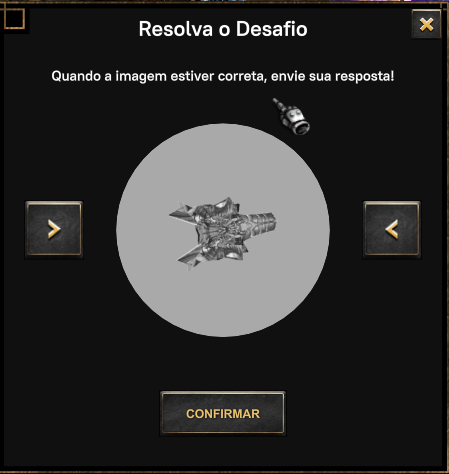 Resolva o Desafio
Quando a imagem estiver correta, envie sua resposta!
CONFIRMAR